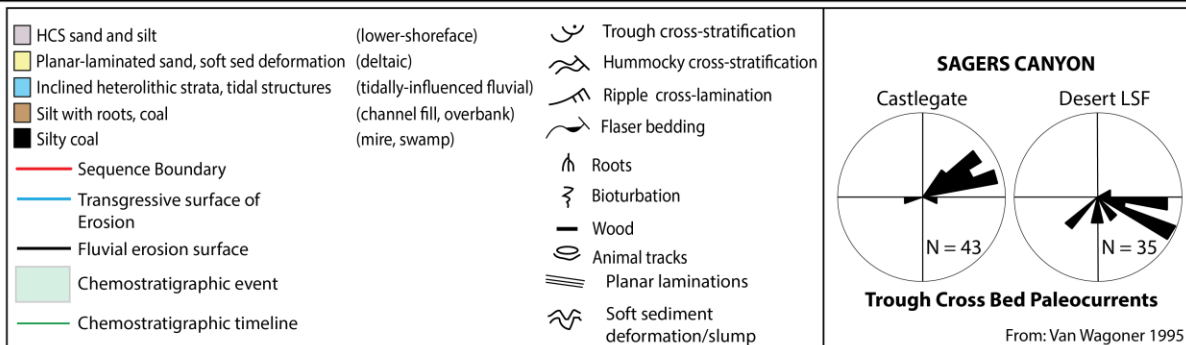 HCS sand and silt (lower-shoreface)
Planar-laminated sand, soft sed deformation (deltaic)
Inclined heterolithic strata, tidal structures (tidally-influenced fluvial)
Silt with roots, coal (channel fill, overbank)
Silty coal (mire, swamp)
Sequence Boundary
Transgressive surface of
Erosion
Fluvial erosion surface
Chemostratigraphic event
Chemostratigraphic timeline
Trough cross-stratification
Hummocky cross-stratification
Ripple cross-lamination
Flaser bedding
Roots
Bioturbation
Wood
Animal tracks
Planar laminations
Soft sediment
deformation/slump
SAGERS CANYON
Castlegate Desert LSF
N = 43 N = 35
Trough Cross Bed Paleocurrents
From: Van Wagoner 1995